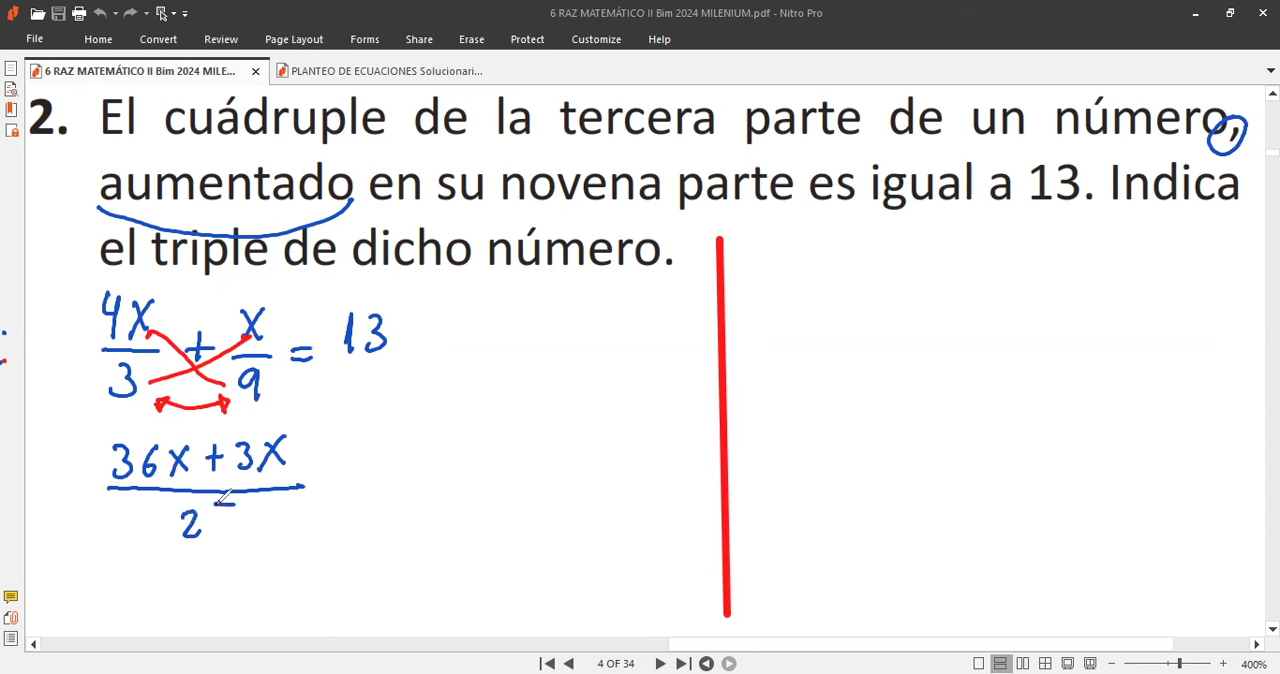 6 RAZ MATEMÁTICO II Bim 2024 MILENIUM.pdf - Nitro Pro
File Home Convert Review Page Layout Forms Share Erase Protect Customize Help
6 RAZ MATEMÁTICO II Bim 2024 MILE... PLANTEO DE ECUACIONES Solucionari...
2. El cuádruple de la tercera parte de un número,
aumentado en su novena parte es igual a 13. Indica
el triple de dicho número.
4x/3 + x/9 = 13
36x + 3x
2
4 OF 34
400%